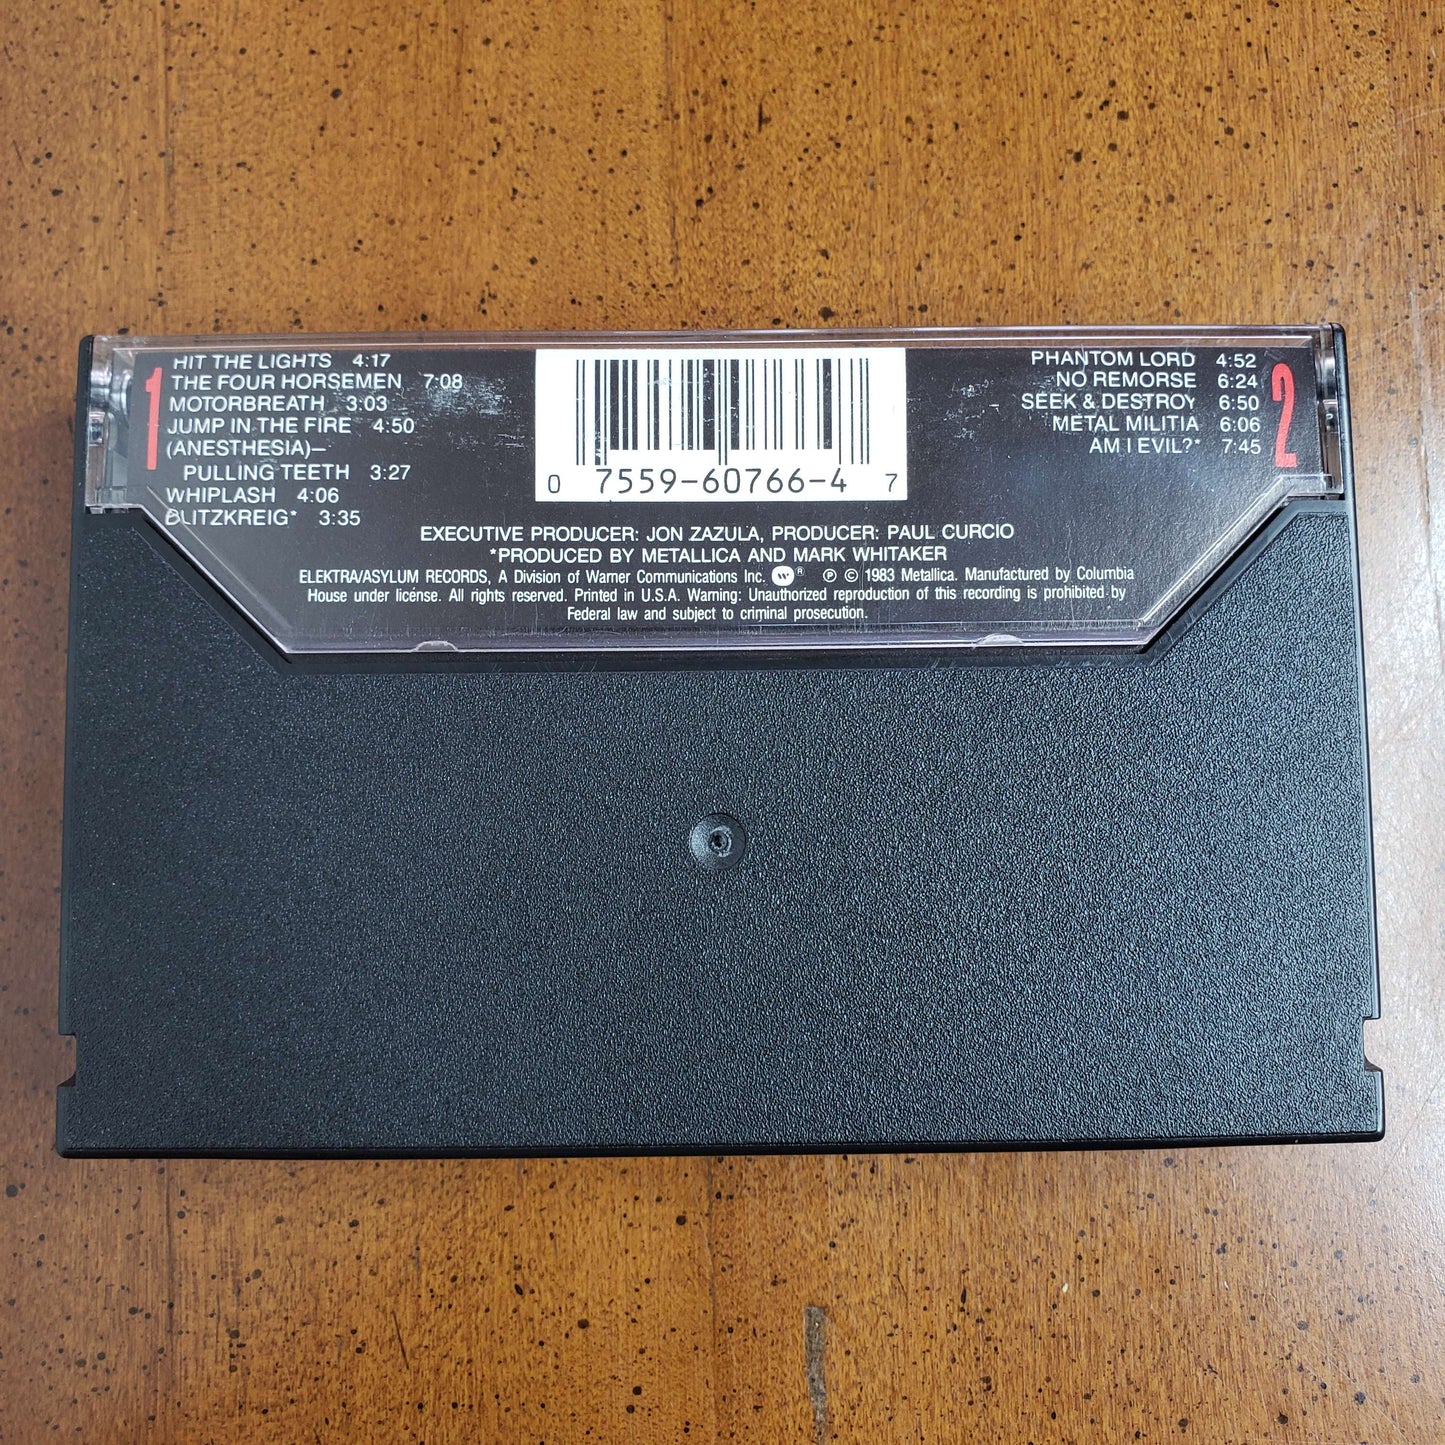 1
HIT THE LIGHTS 4:17
THE FOUR HORSEMEN 7:08
MOTORBREATH 3:03
JUMP IN THE FIRE 4:50
(ANESTHESIA)—
PULLING TEETH 3:27
WHIPLASH 4:06
BLITZKREIG* 3:35
0 7559-60766-4 7
PHANTOM LORD 4:52
NO REMORSE 6:24
SEEK & DESTROY 6:50
METAL MILITIA 6:06
AM I EVIL?* 7:45
2
EXECUTIVE PRODUCER: JON ZAZULA, PRODUCER: PAUL CURCIO
*PRODUCED BY METALLICA AND MARK WHITAKER
ELEKTRA/ASYLUM RECORDS, A Division of Warner Communications Inc. W ® ℗ © 1983 Metallica. Manufactured by Columbia
House under license. All rights reserved. Printed in U.S.A. Warning: Unauthorized reproduction of this recording is prohibited by
Federal law and subject to criminal prosecution.